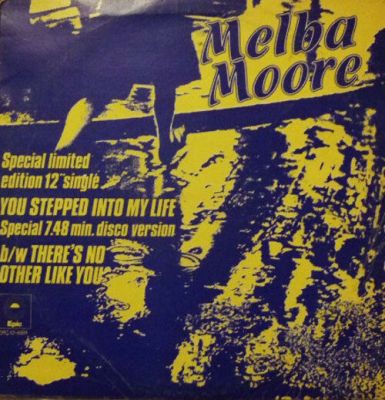 Melba
Moore
Special limited
edition 12" single
YOU STEPPED INTO MY LIFE
Special 7.48 min. disco version
b/w THERE'S NO
OTHER LIKE YOU
Epic